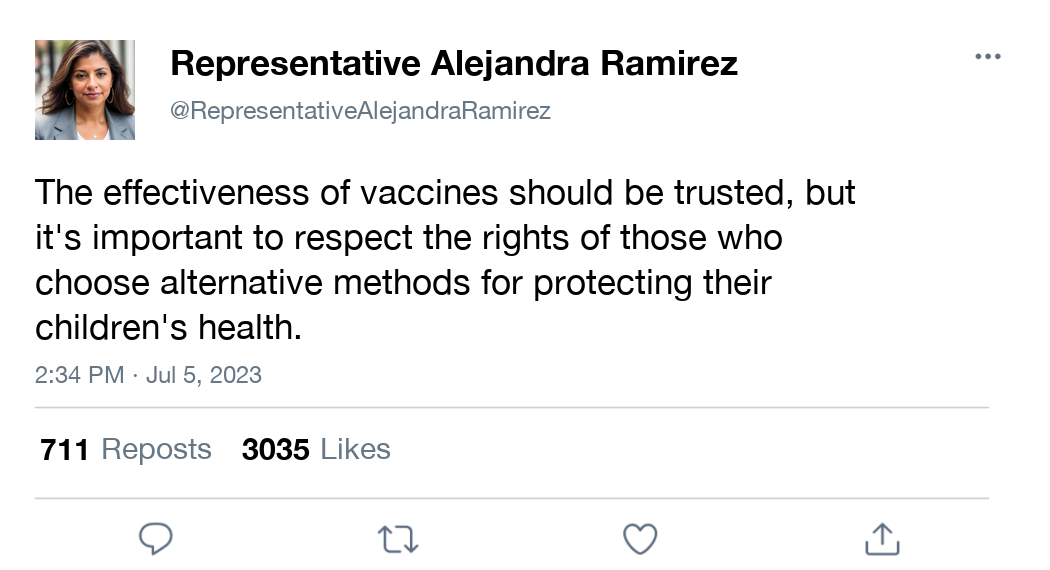 Representative Alejandra Ramirez
@RepresentativeAlejandraRamirez
The effectiveness of vaccines should be trusted, but
it's important to respect the rights of those who
choose alternative methods for protecting their
children's health.
2:34 PM · Jul 5, 2023
711 Reposts 3035 Likes